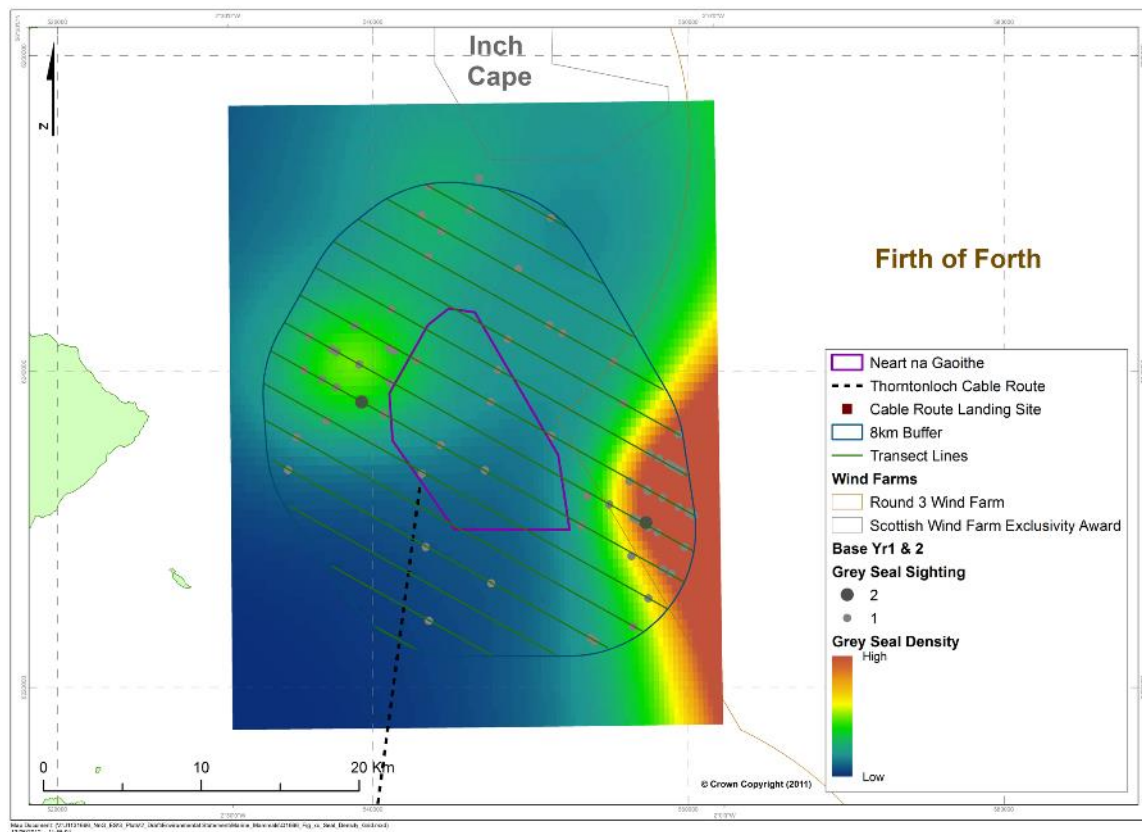 Inch
Cape
Firth of Forth
N
Neart na Gaoithe
Thorntonloch Cable Route
Cable Route Landing Site
8km Buffer
Transect Lines
Wind Farms
Round 3 Wind Farm
Scottish Wind Farm Exclusivity Award
Base Yr1 & 2
Grey Seal Sighting
2
1
Grey Seal Density
High
Low
0 10 20 Km
© Crown Copyright (2011)